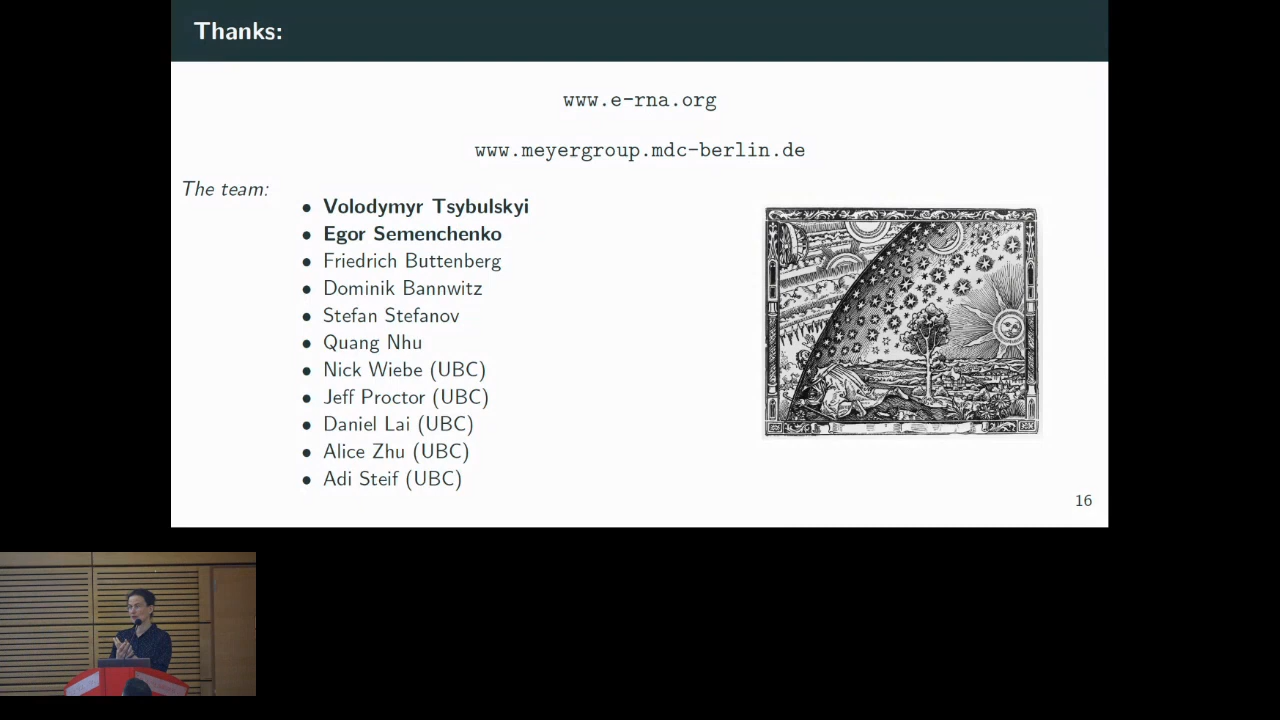 Thanks:
www.e-rna.org
www.meyergroup.mdc-berlin.de
The team:
• Volodymyr Tsybulskyi
• Egor Semenchenko
• Friedrich Buttenberg
• Dominik Bannwitz
• Stefan Stefanov
• Quang Nhu
• Nick Wiebe (UBC)
• Jeff Proctor (UBC)
• Daniel Lai (UBC)
• Alice Zhu (UBC)
• Adi Steif (UBC)
16